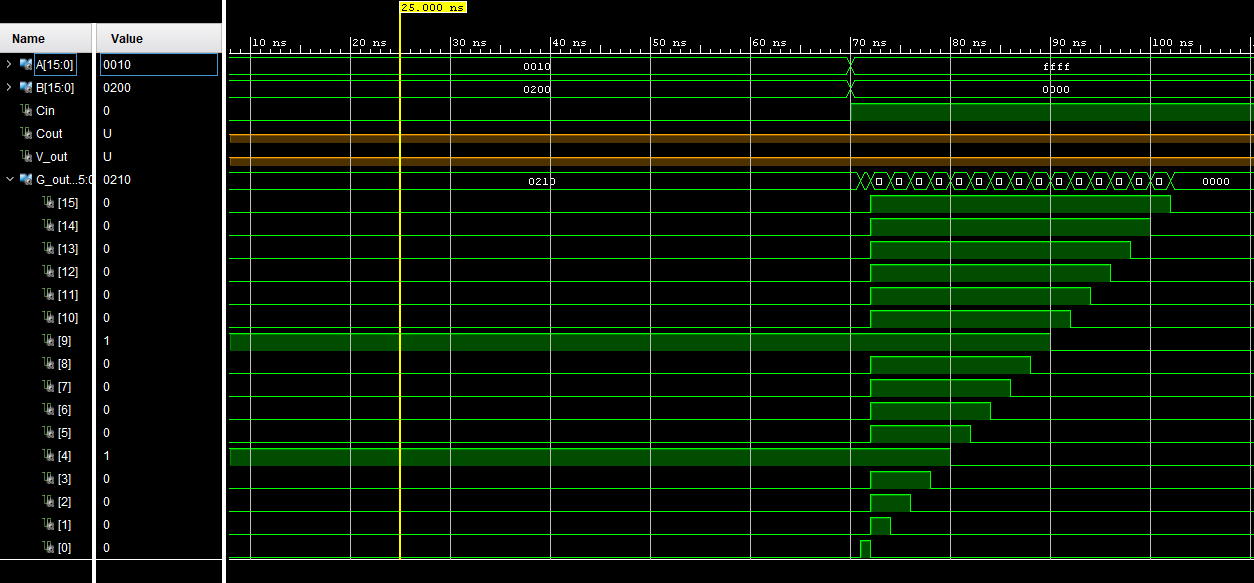 25.000 ns
Name Value
10 ns 20 ns 30 ns 40 ns 50 ns 60 ns 70 ns 80 ns 90 ns 100 ns
A[15:0] 0010 0010 ffff
B[15:0] 0200 0200 0000
Cin 0
Cout U
V_out U
G_out...5:0 0210 0210 0000
[15] 0
[14] 0
[13] 0
[12] 0
[11] 0
[10] 0
[9] 1
[8] 0
[7] 0
[6] 0
[5] 0
[4] 1
[3] 0
[2] 0
[1] 0
[0] 0